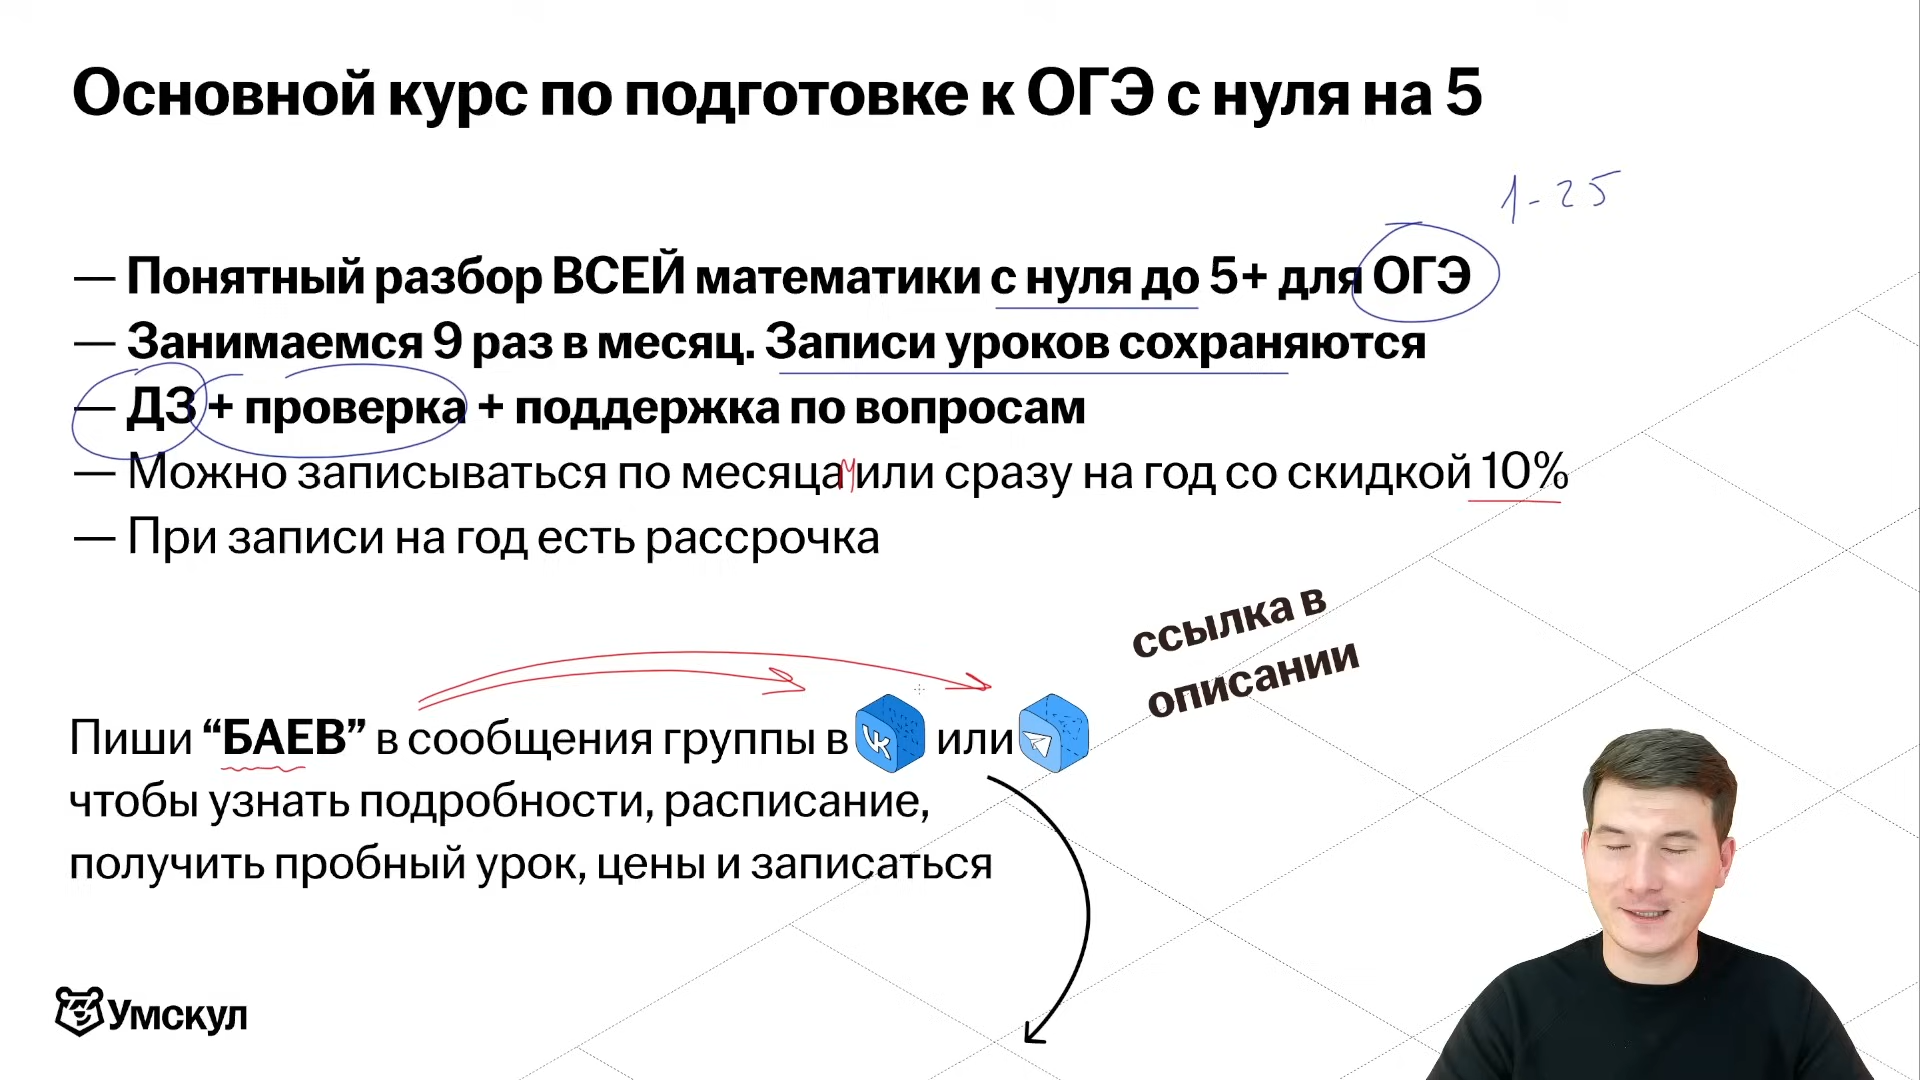 Основной курс по подготовке к ОГЭ с нуля на 5
1-25
— Понятный разбор ВСЕЙ математики с нуля до 5+ для ОГЭ
— Занимаемся 9 раз в месяц. Записи уроков сохраняются
— ДЗ + проверка + поддержка по вопросам
— Можно записываться по месяцам или сразу на год со скидкой 10%
— При записи на год есть рассрочка
ссылка в
описании
Пиши “БАЕВ” в сообщения группы в VK или
чтобы узнать подробности, расписание,
получить пробный урок, цены и записаться
Умскул